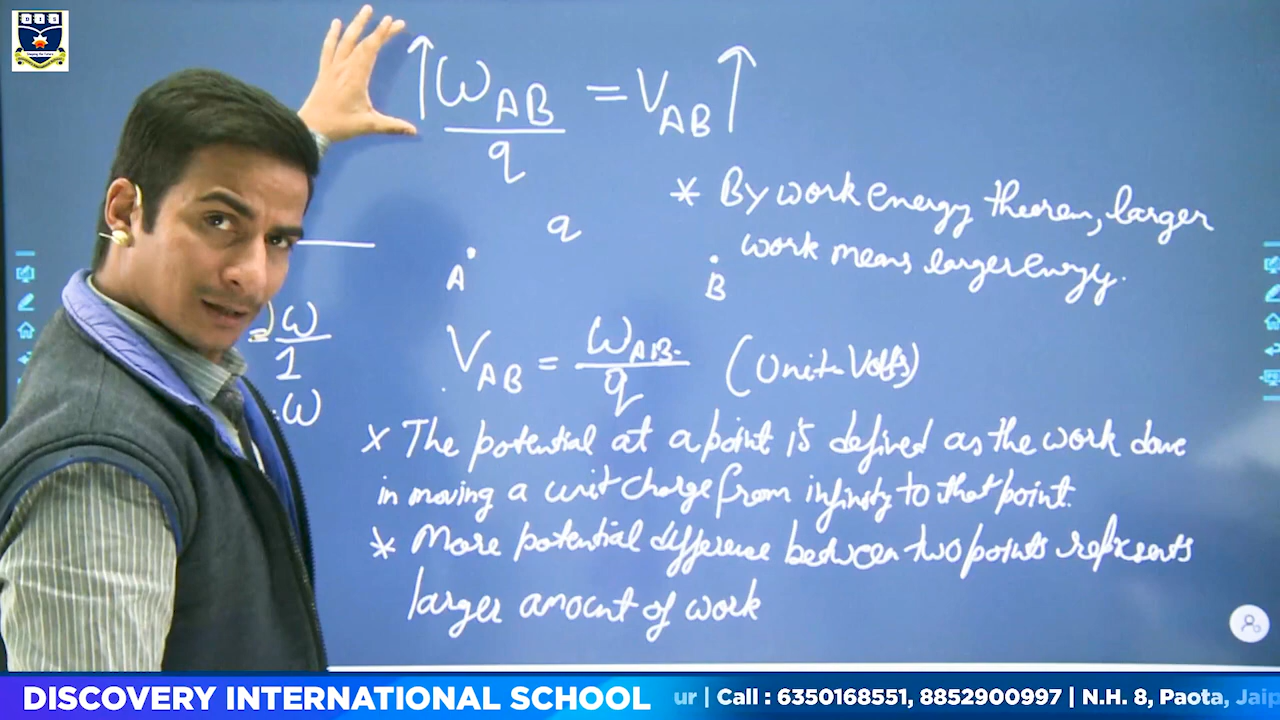 ↑ W_AB / q = V_AB ↑
* By work energy theorem, larger
work means larger energy.
q
A
B
= W / 1
W
V_AB = W_AB / q (Unit - Volts)
x The potential at a point is defined as the work done
in moving a unit charge from infinity to that point.
* More potential difference between two points represents
larger amount of work
DISCOVERY INTERNATIONAL SCHOOL
ur | Call : 6350168551, 8852900997 | N.H. 8, Paota, Jaip